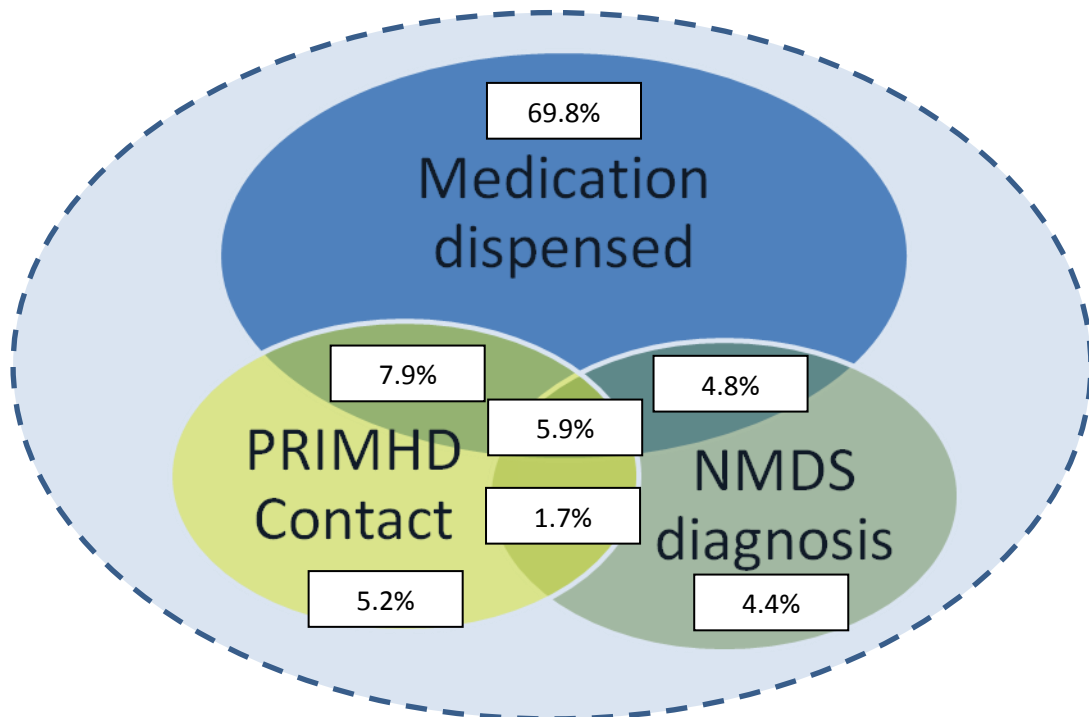 69.8%
Medication
dispensed
7.9%
4.8%
5.9%
PRIMHD
Contact
NMDS
diagnosis
1.7%
5.2%
4.4%